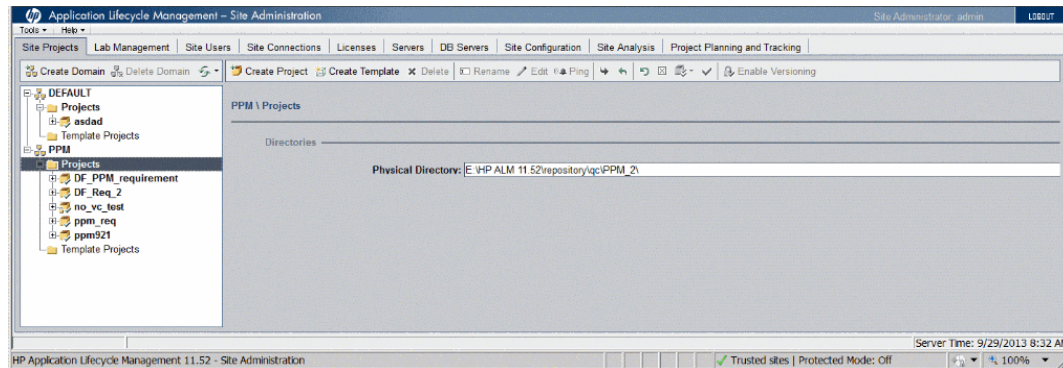 hp Application Lifecycle Management – Site Administration Site Administrator: admin LOGOUT
Tools Help
Site Projects Lab Management Site Users Site Connections Licenses Servers DB Servers Site Configuration Site Analysis Project Planning and Tracking
Create Domain Delete Domain Create Project Create Template Delete Rename Edit Ping Enable Versioning
DEFAULT
Projects
asdad
Template Projects
PPM
Projects
DF_PPM_requirement
DF_Req_2
no_vc_test
ppm_req
ppm921
Template Projects
PPM \ Projects
Directories
Physical Directory: E:\HP ALM 11.52\repository\qc\PPM_2\
Server Time: 9/29/2013 8:32 AM
HP Application Lifecycle Management 11.52 - Site Administration Trusted sites | Protected Mode: Off 100%